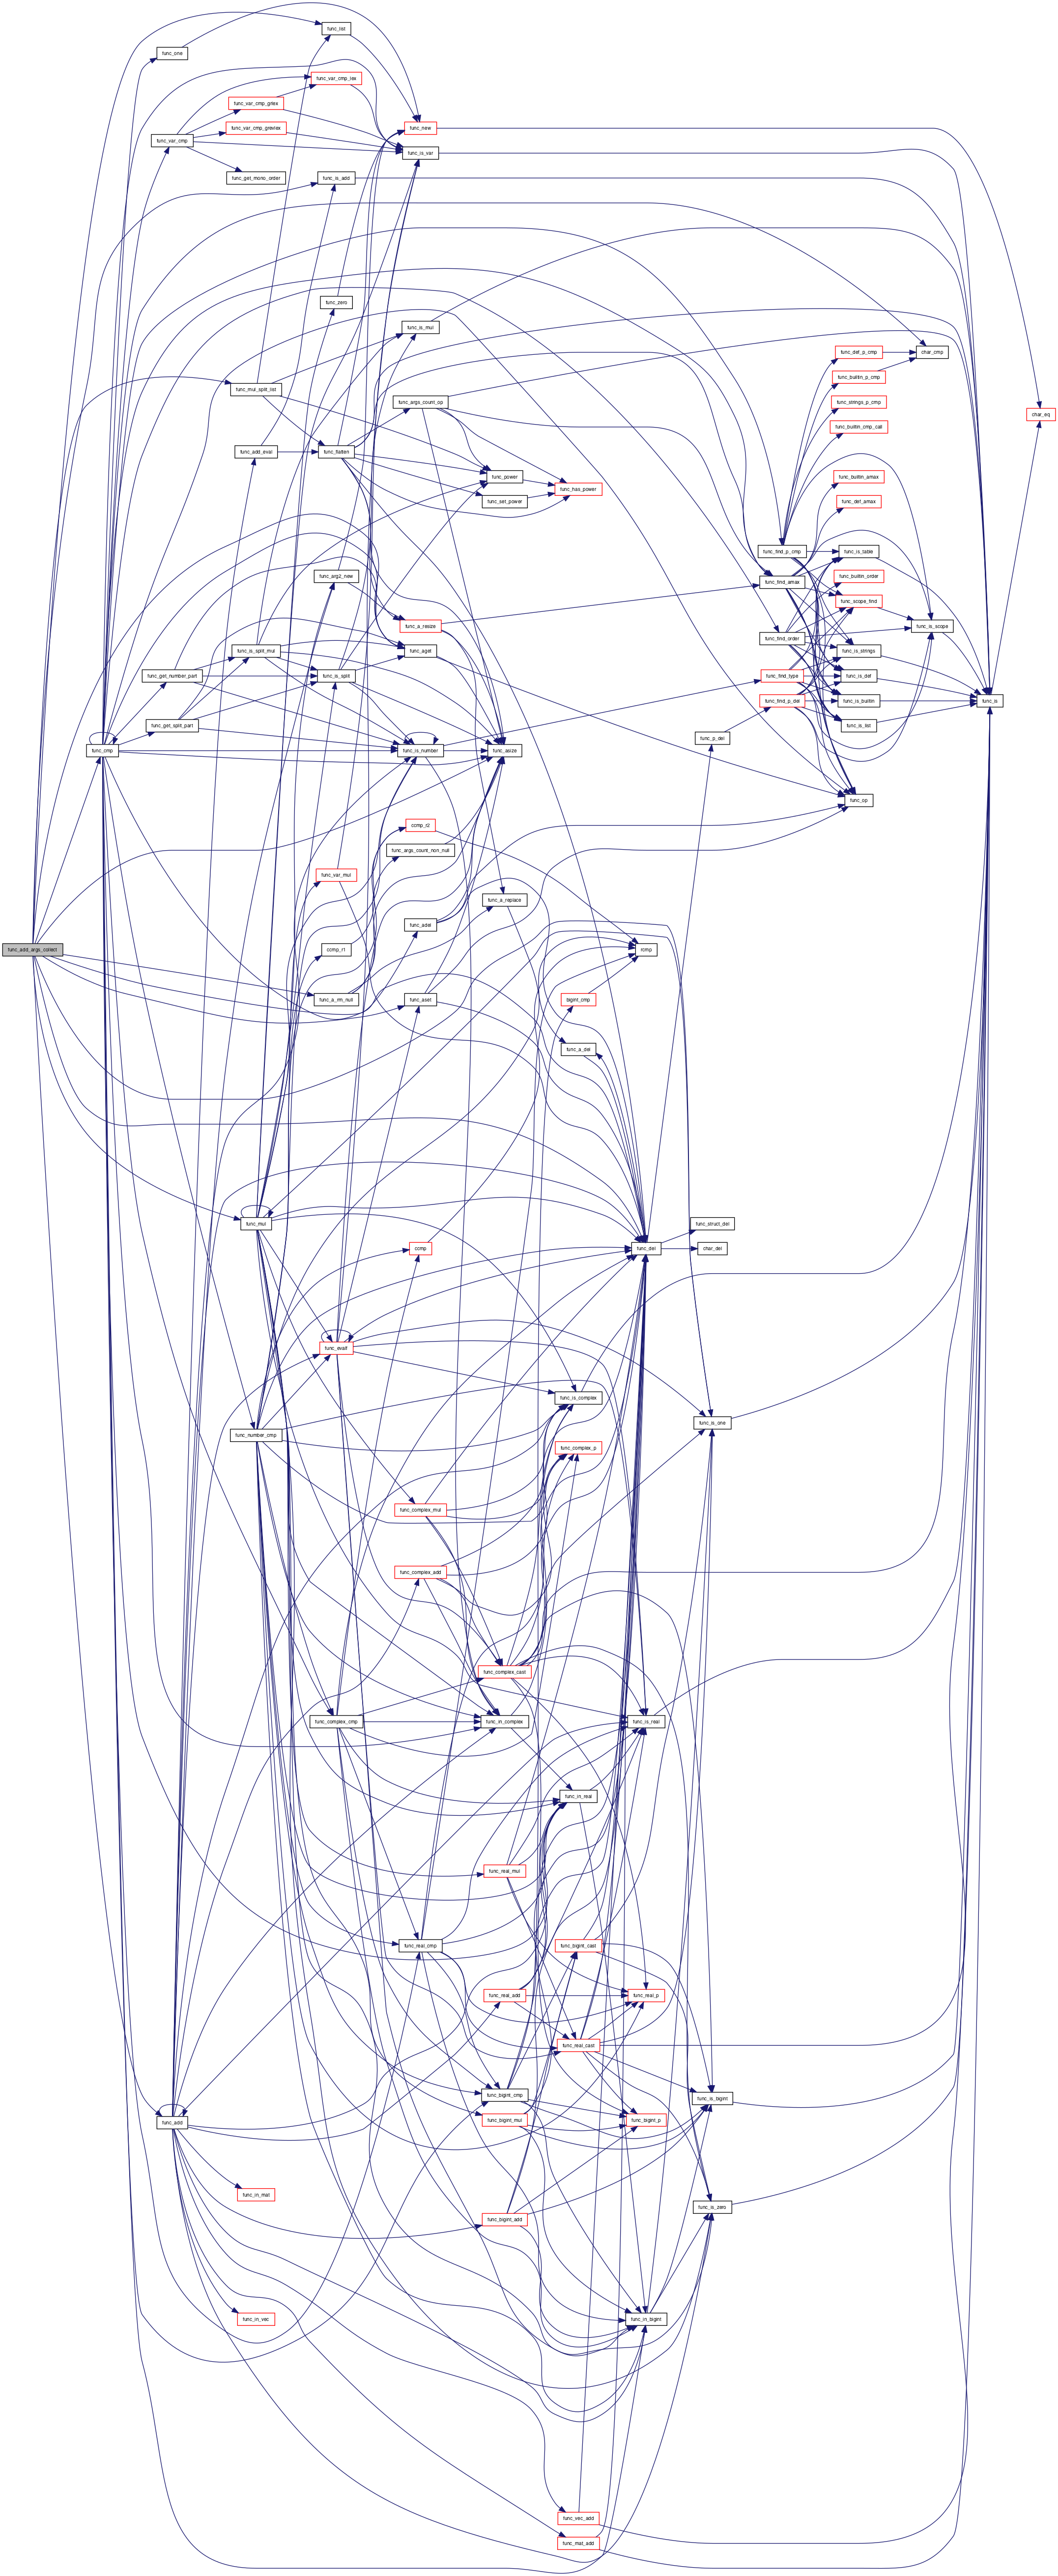 func_list
func_one
func_var_cmp_lex
func_var_cmp_grlex
func_new
func_var_cmp_grevlex
func_var_cmp
func_is_var
func_get_mono_order
func_is_add
func_zero
func_is_mul
func_def_p_cmp
char_cmp
func_builtin_p_cmp
func_mul_split_list
func_args_count_op
func_strings_p_cmp
char_eq
func_builtin_cmp_call
func_add_eval
func_flatten
func_power
func_builtin_amax
func_has_power
func_set_power
func_def_amax
func_find_p_cmp
func_is_table
func_arg2_new
func_find_amax
func_builtin_order
func_scope_find
func_a_resize
func_is_scope
func_find_order
func_is_split_mul
func_aget
func_is_strings
func_get_number_part
func_is_split
func_find_type
func_is_def
func_find_p_del
func_is_builtin
func_is
func_get_split_part
func_is_list
func_p_del
func_cmp
func_is_number
func_asize
func_op
ccmp_r2
func_args_count_non_null
func_var_mul
func_a_replace
func_adel
func_add_args_collect
ccmp_r1
rcmp
func_a_rm_null
func_aset
bigint_cmp
func_a_del
func_mul
func_struct_del
ccmp
func_del
char_del
func_evalf
func_is_complex
func_is_one
func_number_cmp
func_complex_p
func_complex_mul
func_complex_add
func_complex_cast
func_complex_cmp
func_in_complex
func_is_real
func_in_real
func_real_mul
func_real_cmp
func_bigint_cast
func_real_add
func_real_p
func_real_cast
func_bigint_cmp
func_is_bigint
func_add
func_bigint_mul
func_bigint_p
func_in_mat
func_is_zero
func_bigint_add
func_in_vec
func_in_bigint
func_vec_add
func_mat_add